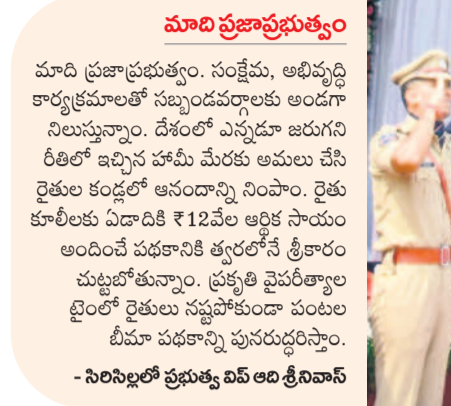 మాది ప్రజాప్రభుత్వం
మాది ప్రజాప్రభుత్వం. సంక్షేమ, అభివృద్ధి
కార్యక్రమాలతో సబ్బండవర్గాలకు అండగా
నిలుస్తున్నాం. దేశంలో ఎన్నడూ జరుగని
రీతిలో ఇచ్చిన హామీ మేరకు అమలు చేసి
రైతుల కండ్లలో ఆనందాన్ని నింపాం. రైతు
కూలీలకు ఏడాదికి ₹12వేల ఆర్థిక సాయం
అందించే పథకానికి త్వరలోనే శ్రీకారం
చుట్టబోతున్నాం. ప్రకృతి వైపరీత్యాల
టైంలో రైతులు నష్టపోకుండా పంటల
బీమా పథకాన్ని పునరుద్ధరిస్తాం.
- సిరిసిల్లలో ప్రభుత్వ విప్ ఆది శ్రీనివాస్